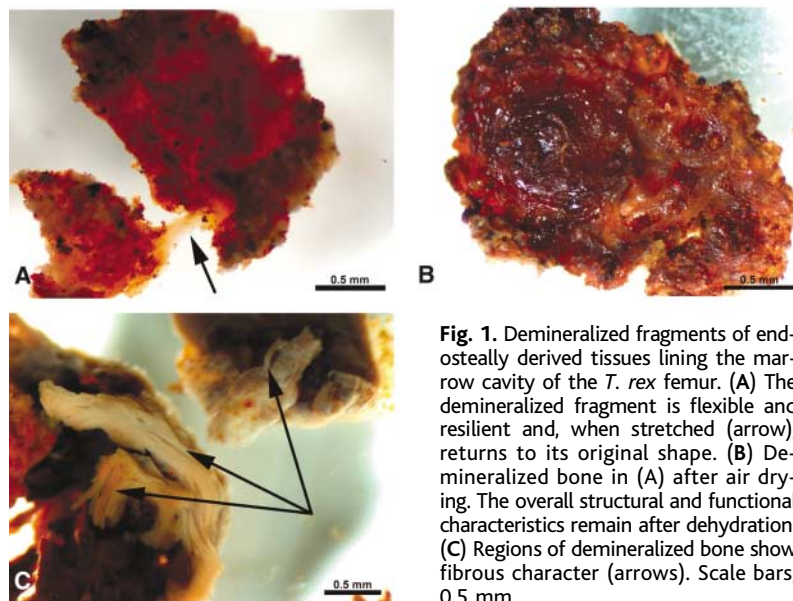 A
0.5 mm
B
0.5 mm
C
0.5 mm
Fig. 1. Demineralized fragments of end-
osteally derived tissues lining the mar-
row cavity of the T. rex femur. (A) The
demineralized fragment is flexible and
resilient and, when stretched (arrow)
returns to its original shape. (B) De-
mineralized bone in (A) after air dry-
ing. The overall structural and functional
characteristics remain after dehydration
(C) Regions of demineralized bone show
fibrous character (arrows). Scale bars,
0.5 mm